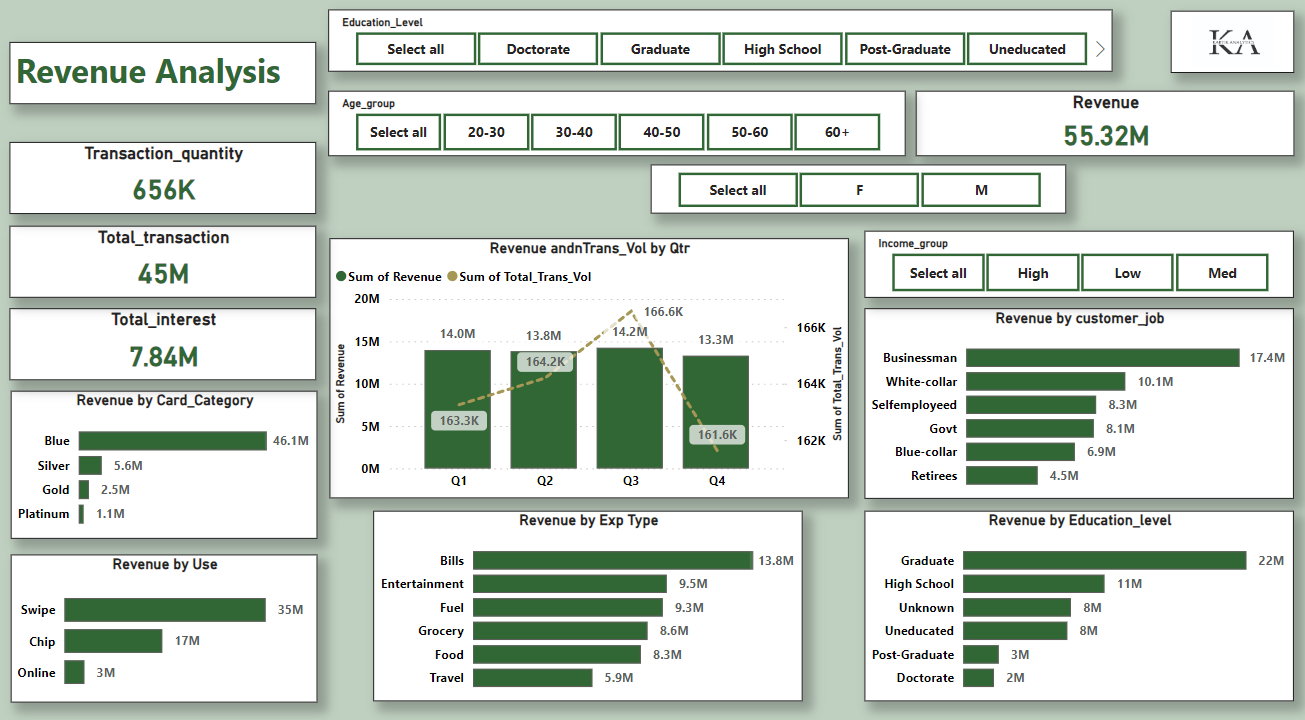 Revenue Analysis
Education_Level
Select all Doctorate Graduate High School Post-Graduate Uneducated
KA
Age_group
Select all 20-30 30-40 40-50 50-60 60+
Revenue
55.32M
Select all F M
Transaction_quantity
656K
Total_transaction
45M
Total_interest
7.84M
Revenue by Card_Category
Blue 46.1M
Silver 5.6M
Gold 2.5M
Platinum 1.1M
Revenue by Use
Swipe 35M
Chip 17M
Online 3M
Revenue andnTrans_Vol by Qtr
Sum of Revenue Sum of Total_Trans_Vol
Sum of Revenue
20M
15M
10M
5M
0M
14.0M 13.8M 14.2M 13.3M
163.3K 164.2K 166.6K 161.6K
Q1 Q2 Q3 Q4
166K
164K
162K
Sum of Total_Trans_Vol
Income_group
Select all High Low Med
Revenue by customer_job
Businessman 17.4M
White-collar 10.1M
Selfemployeed 8.3M
Govt 8.1M
Blue-collar 6.9M
Retirees 4.5M
Revenue by Exp Type
Bills 13.8M
Entertainment 9.5M
Fuel 9.3M
Grocery 8.6M
Food 8.3M
Travel 5.9M
Revenue by Education_level
Graduate 22M
High School 11M
Unknown 8M
Uneducated 8M
Post-Graduate 3M
Doctorate 2M